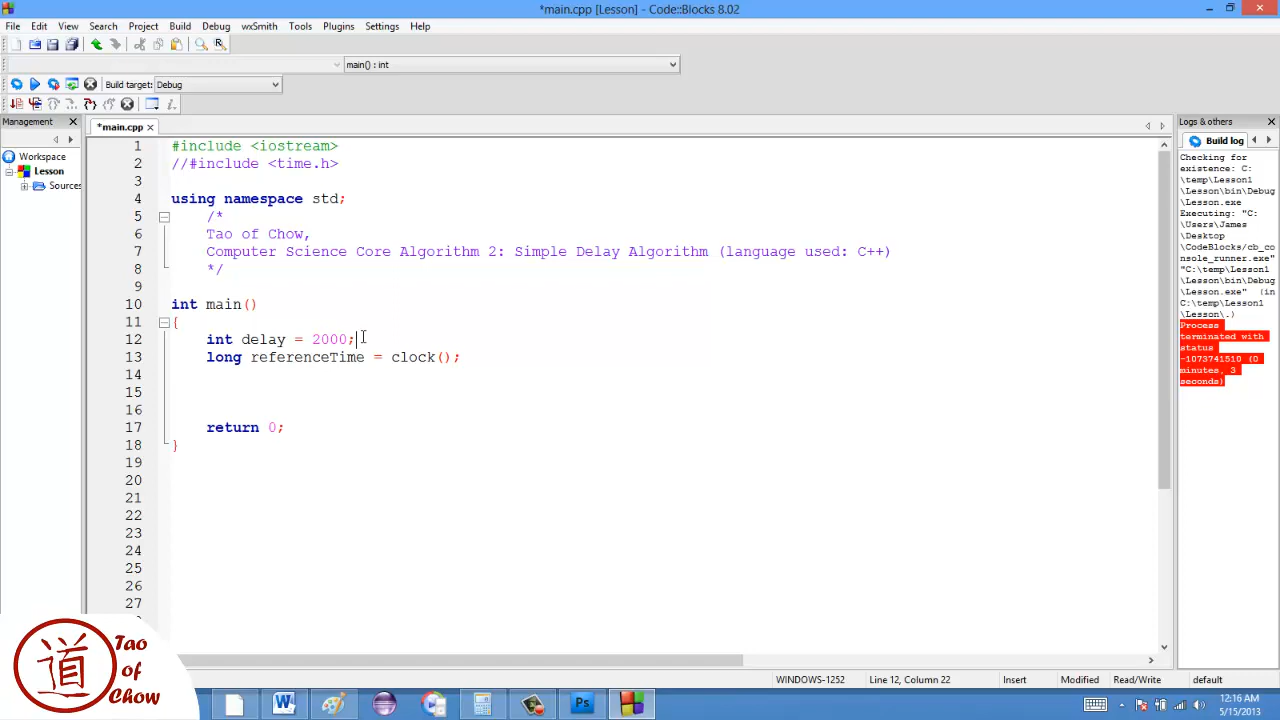 *main.cpp [Lesson] - Code::Blocks 8.02
File Edit View Search Project Build Debug wxSmith Tools Plugins Settings Help
main() : int
Build target: Debug
Management
*main.cpp
Logs & others
Workspace
Lesson
Sources
Build log
1 #include <iostream>
2 //#include <time.h>
3
4 using namespace std;
5 /*
6 Tao of Chow,
7 Computer Science Core Algorithm 2: Simple Delay Algorithm (language used: C++)
8 */
9
10 int main()
11 {
12 int delay = 2000;
13 long referenceTime = clock();
14
15
16
17 return 0;
18 }
19
20
21
22
23
24
25
26
27
Checking for
existence: C:
\temp\Lesson1
\Lesson\bin\Debug
\Lesson.exe
Executing: "C:
\Users\James
\Desktop
\CodeBlocks/cb_co
nsole_runner.exe"
"C:\temp\Lesson1
\Lesson\bin\Debug
\Lesson.exe" (in
C:\temp\Lesson1
\Lesson\.)
Process
terminated with
status
-1073741510 (0
minutes, 3
seconds)
道
Tao
of
Chow
WINDOWS-1252 Line 12, Column 22 Insert Modified Read/Write default
W
Ps
12:16 AM
5/15/2013